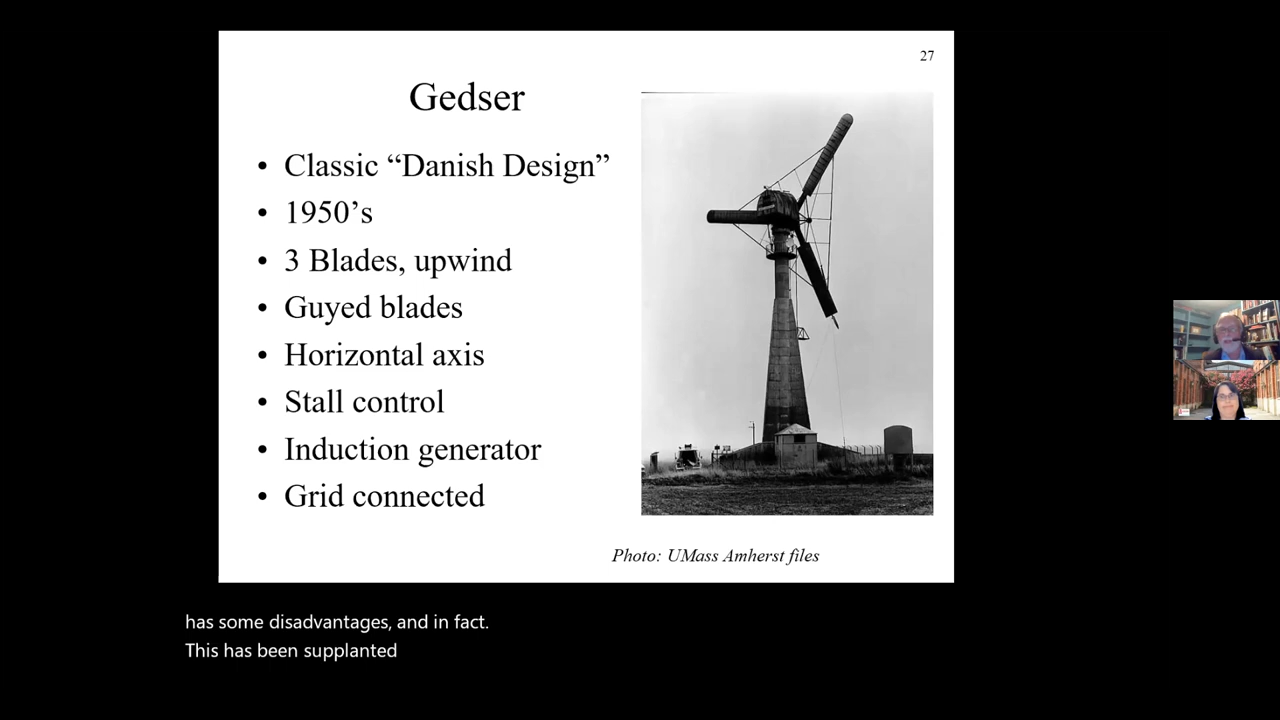 27
Gedser
• Classic “Danish Design”
• 1950’s
• 3 Blades, upwind
• Guyed blades
• Horizontal axis
• Stall control
• Induction generator
• Grid connected
Photo: UMass Amherst files
has some disadvantages, and in fact.
This has been supplanted